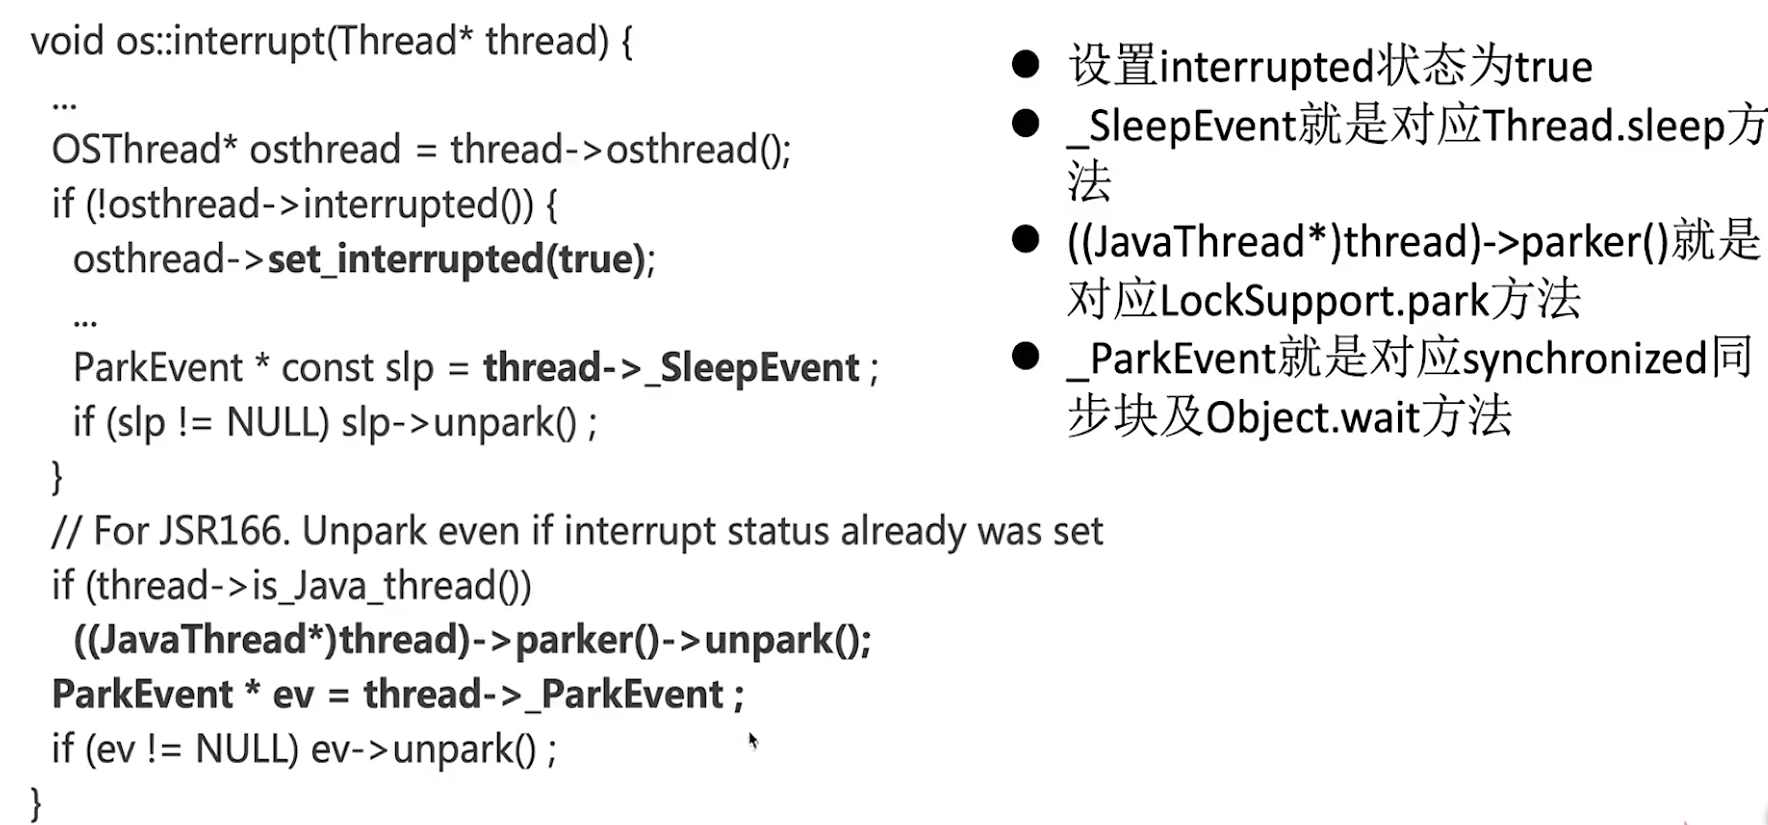 void os::interrupt(Thread* thread) {
...
OSThread* osthread = thread->osthread();
if (!osthread->interrupted()) {
osthread->set_interrupted(true);
...
ParkEvent * const slp = thread->_SleepEvent ;
if (slp != NULL) slp->unpark() ;
}
// For JSR166. Unpark even if interrupt status already was set
if (thread->is_Java_thread())
((JavaThread*)thread)->parker()->unpark();
ParkEvent * ev = thread->_ParkEvent ;
if (ev != NULL) ev->unpark() ;
}
● 设置interrupted状态为true
● _SleepEvent就是对应Thread.sleep方
法
● ((JavaThread*)thread)->parker()就是
对应LockSupport.park方法
● _ParkEvent就是对应synchronized同
步块及Object.wait方法